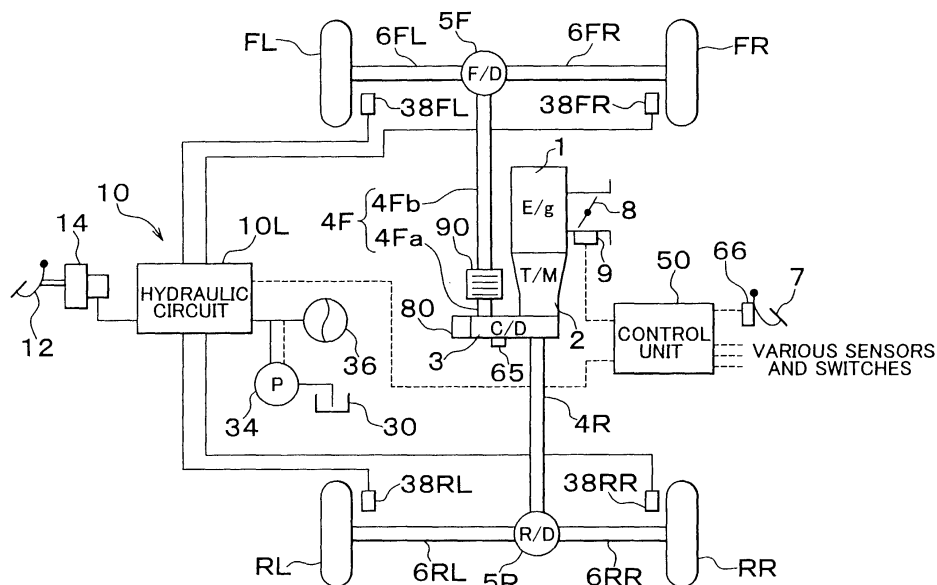 5F
FL 6FL 6FR FR
F/D
38FL 38FR
1
10 4F 4Fb E/g 8
14 10L 4Fa 90 9 66
T/M 50 7
HYDRAULIC CIRCUIT 80 C/D 2 CONTROL UNIT
12 36 3 65 VARIOUS SENSORS AND SWITCHES
P
34 30 4R
38RL 38RR
R/D
RL 6RL 5R 6RR RR